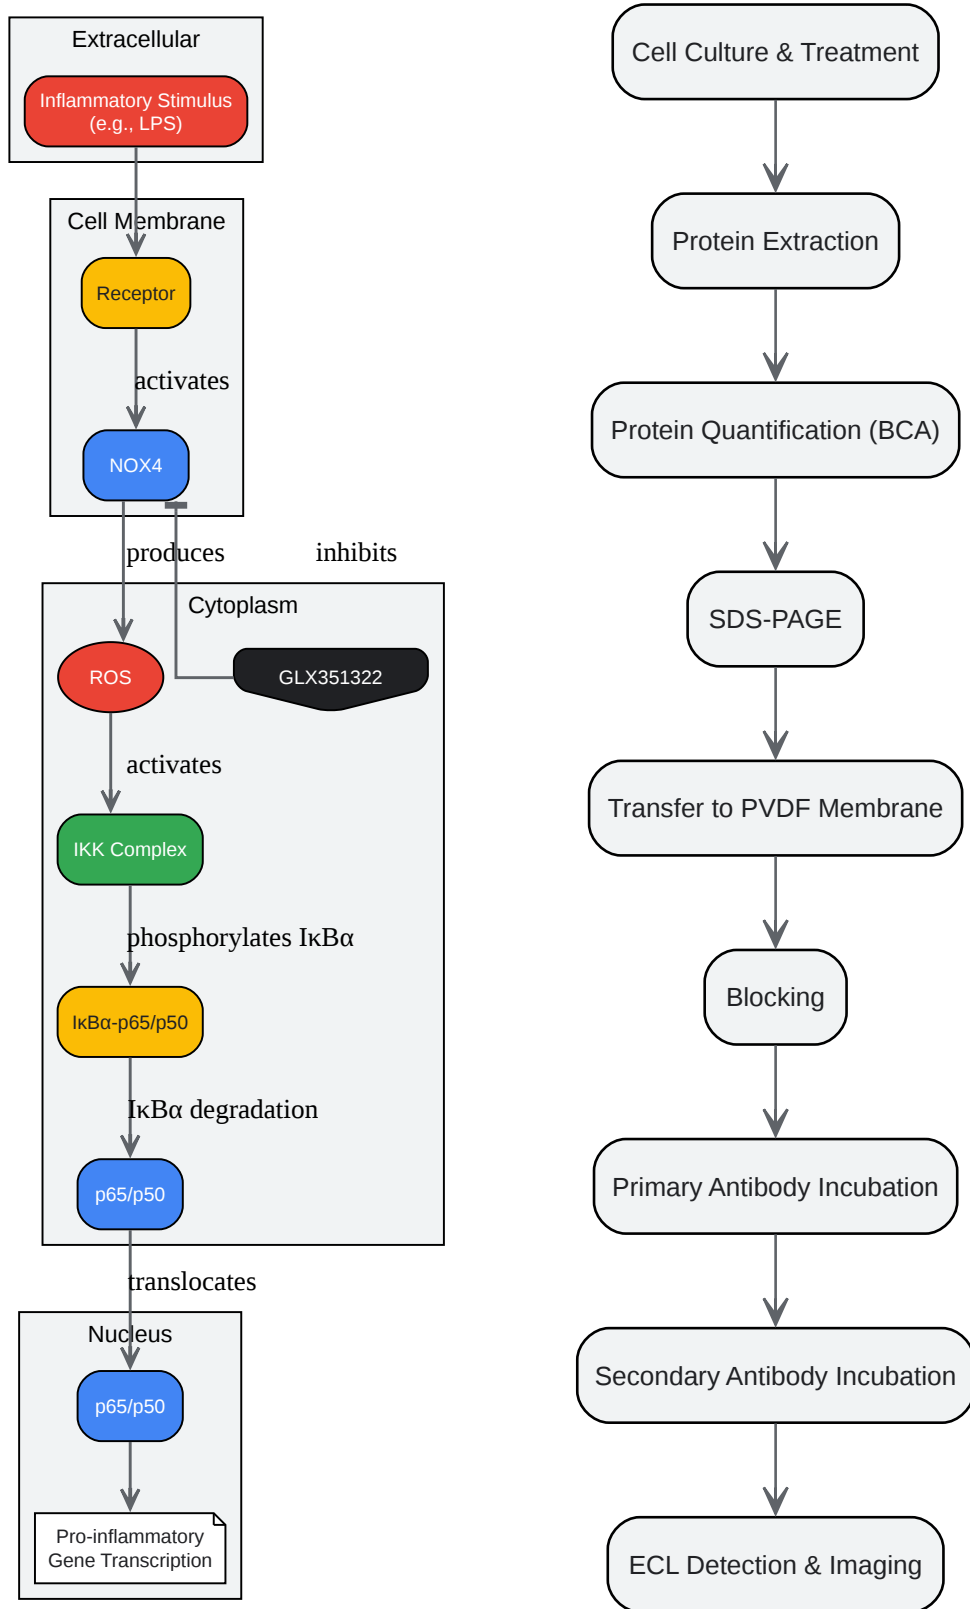 Extracellular
Inflammatory Stimulus
(e.g., LPS)
Cell Membrane
Receptor
activates
NOX4
produces
inhibits
Cytoplasm
ROS
GLX351322
activates
IKK Complex
phosphorylates IκBα
IκBα-p65/p50
IκBα degradation
p65/p50
translocates
Nucleus
p65/p50
Pro-inflammatory
Gene Transcription
Cell Culture & Treatment
Protein Extraction
Protein Quantification (BCA)
SDS-PAGE
Transfer to PVDF Membrane
Blocking
Primary Antibody Incubation
Secondary Antibody Incubation
ECL Detection & Imaging